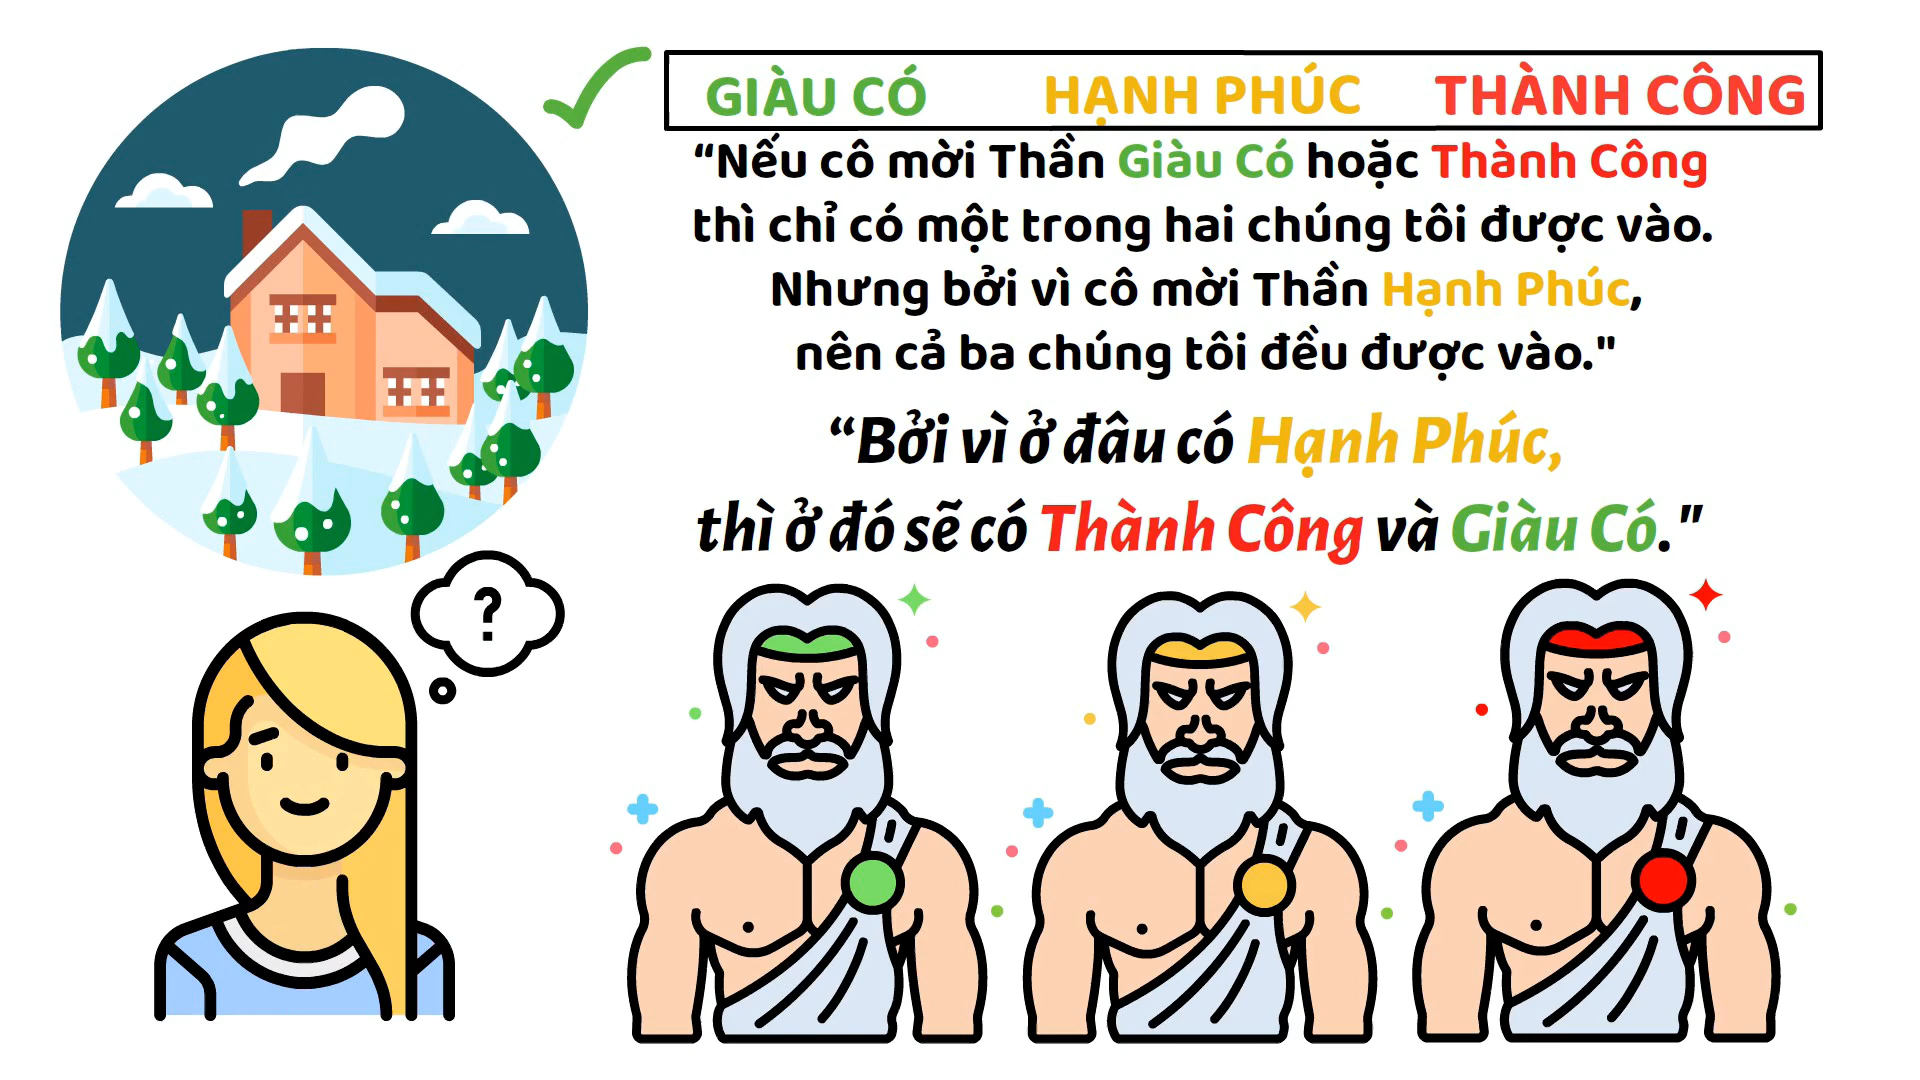 GIÀU CÓ HẠNH PHÚC THÀNH CÔNG
“Nếu cô mời Thần Giàu Có hoặc Thành Công
thì chỉ có một trong hai chúng tôi được vào.
Nhưng bởi vì cô mời Thần Hạnh Phúc,
nên cả ba chúng tôi đều được vào."
“Bởi vì ở đâu có Hạnh Phúc,
thì ở đó sẽ có Thành Công và Giàu Có."
?